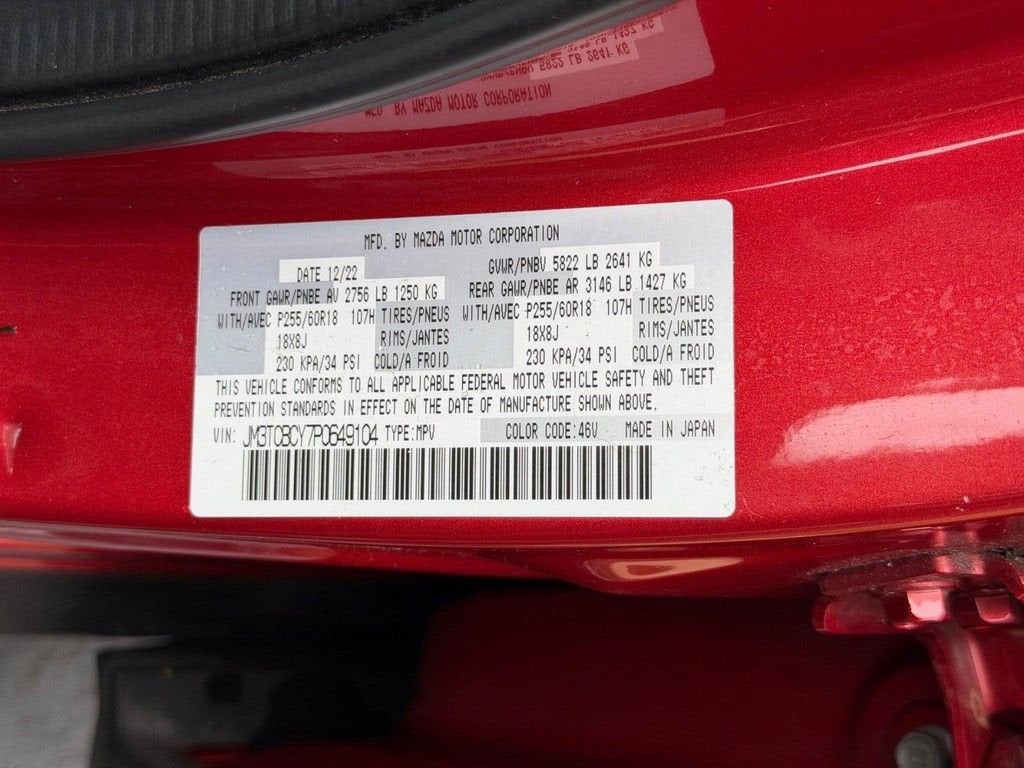 MFD. BY MAZDA MOTOR CORPORATION
DATE 12/22 GVWR/PNBV 5822 LB 2641 KG
FRONT GAWR/PNBE AV 2756 LB 1250 KG REAR GAWR/PNBE AR 3146 LB 1427 KG
WITH/AVEC P255/60R18 107H TIRES/PNEUS WITH/AVEC P255/60R18 107H TIRES/PNEUS
18X8J RIMS/JANTES 18X8J RIMS/JANTES
230 KPA/34 PSI COLD/A FROID 230 KPA/34 PSI COLD/A FROID
THIS VEHICLE CONFORMS TO ALL APPLICABLE FEDERAL MOTOR VEHICLE SAFETY AND THEFT
PREVENTION STANDARDS IN EFFECT ON THE DATE OF MANUFACTURE SHOWN ABOVE.
VIN: JM3TCBCY7P0649104 TYPE:MPV COLOR CODE:46V MADE IN JAPAN